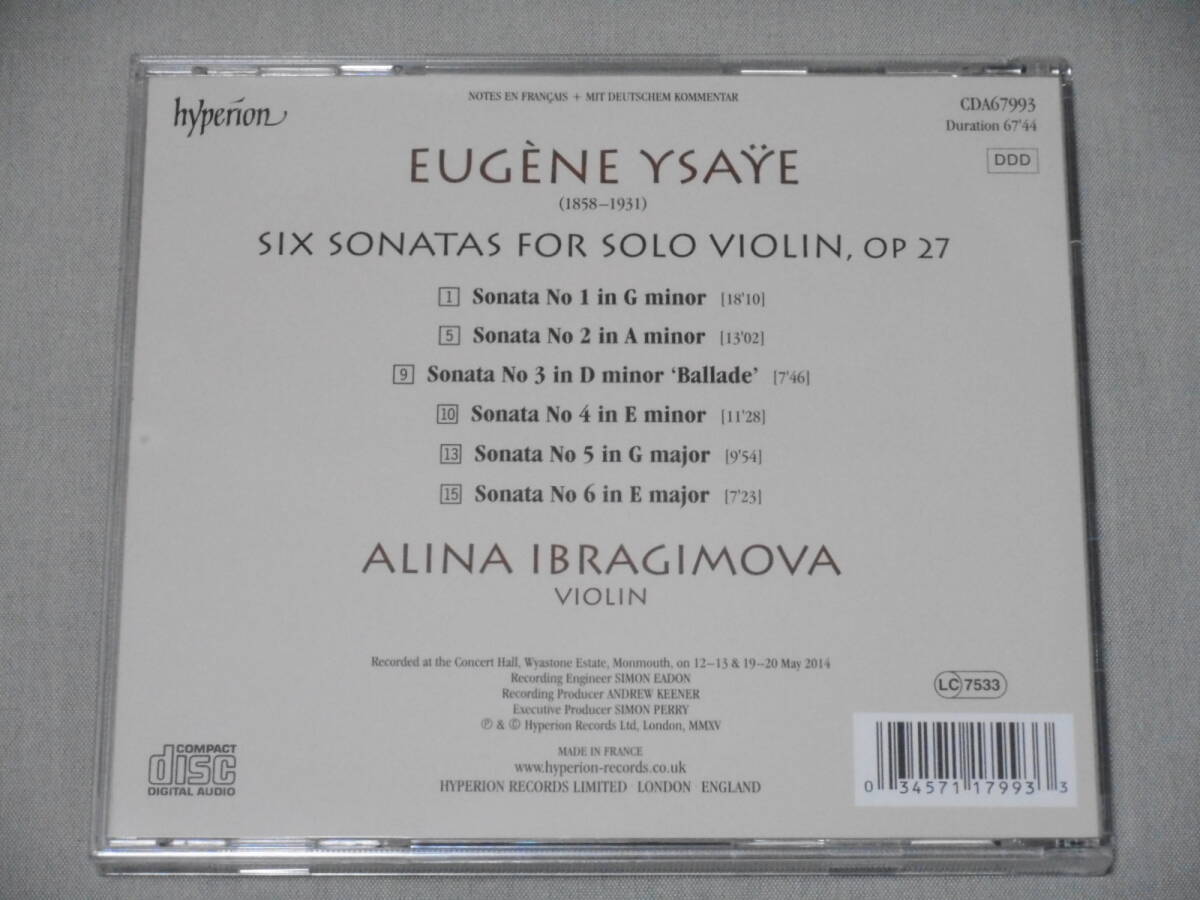 hyperion
NOTES EN FRANÇAIS + MIT DEUTSCHEM KOMMENTAR
CDA67993
Duration 67'44
DDD
EUGÈNE YSAŸE
(1858–1931)
SIX SONATAS FOR SOLO VIOLIN, OP 27
1 Sonata No 1 in G minor [18'10]
5 Sonata No 2 in A minor [13'02]
9 Sonata No 3 in D minor ‘Ballade’ [7'46]
10 Sonata No 4 in E minor [11'28]
13 Sonata No 5 in G major [9'54]
15 Sonata No 6 in E major [7'23]
ALINA IBRAGIMOVA
VIOLIN
Recorded at the Concert Hall, Wyastone Estate, Monmouth, on 12–13 & 19–20 May 2014
Recording Engineer SIMON EADON
Recording Producer ANDREW KEENER
Executive Producer SIMON PERRY
℗ & © Hyperion Records Ltd, London, MMXV
MADE IN FRANCE
www.hyperion-records.co.uk
HYPERION RECORDS LIMITED LONDON ENGLAND
COMPACT
disc
DIGITAL AUDIO
LC 7533
0 34571 17993 3